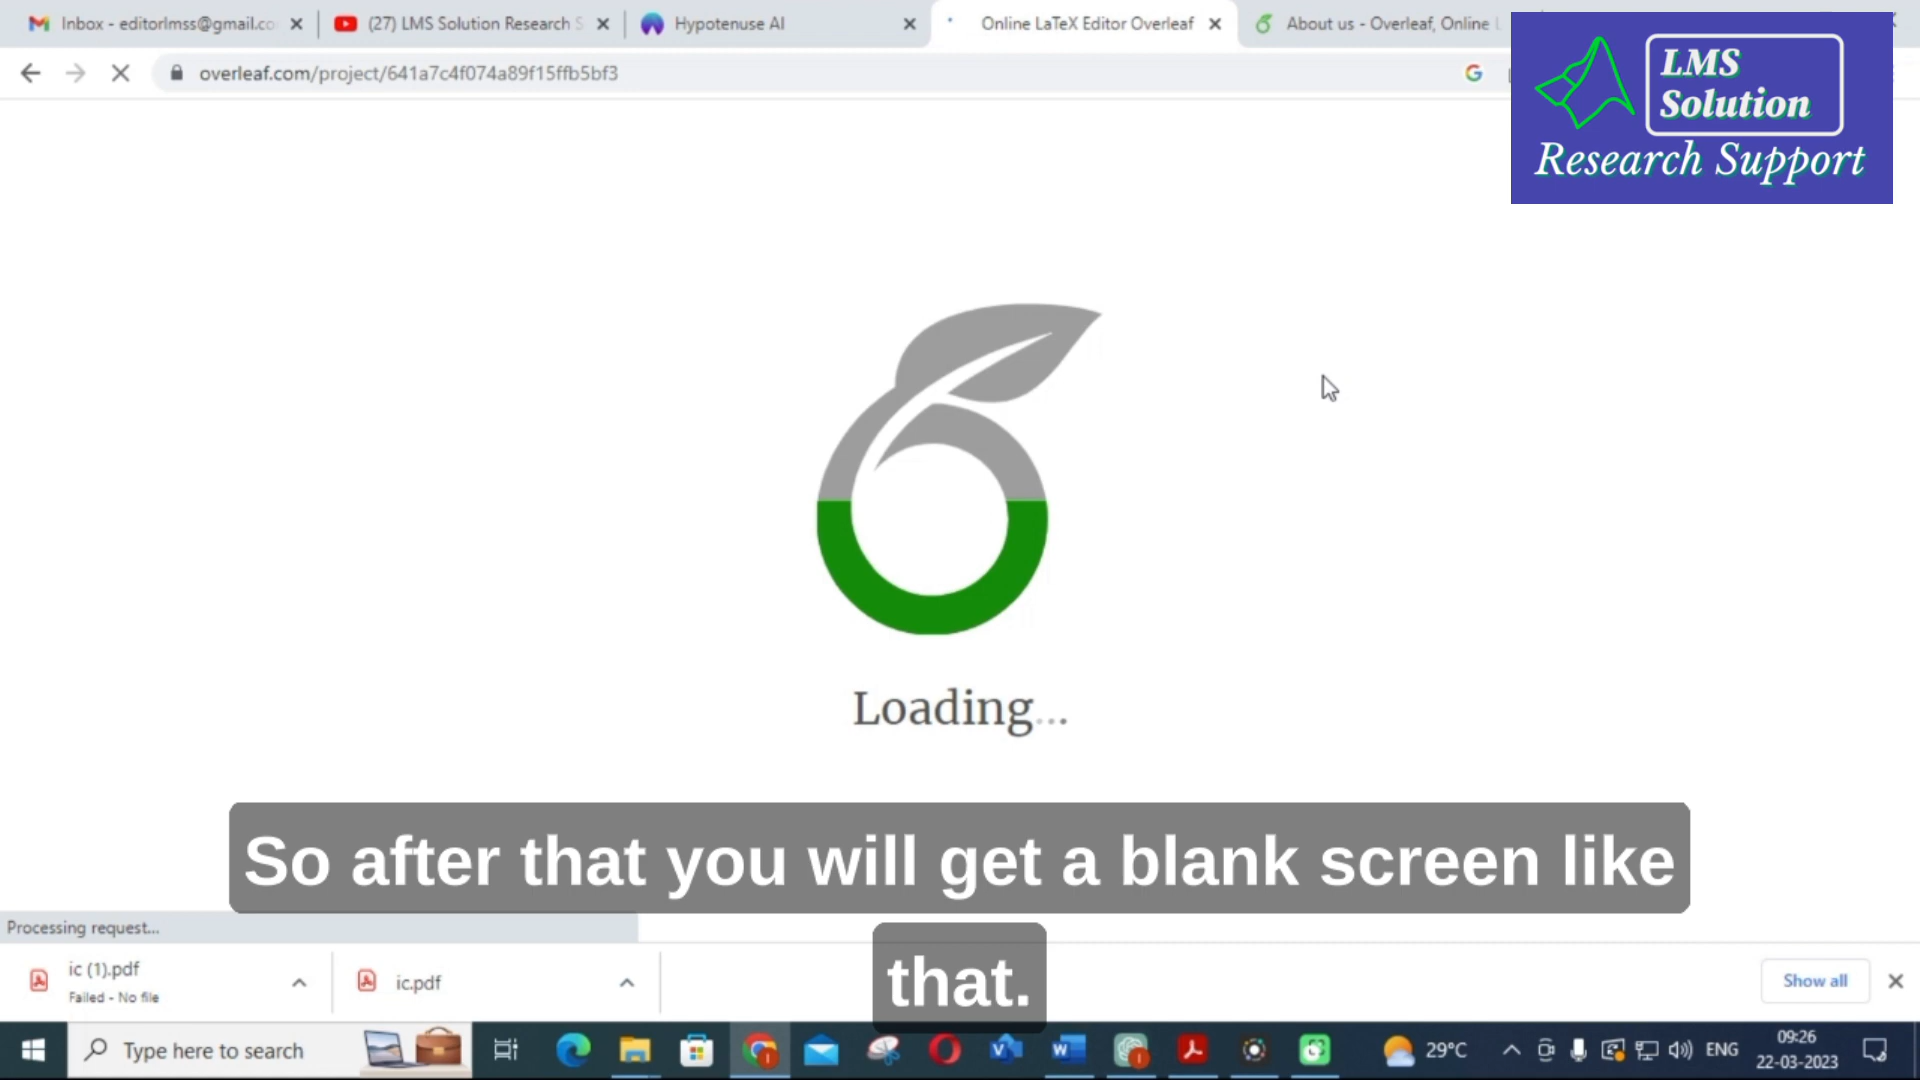 Inbox - editorlmss@gmail.co
(27) LMS Solution Research S
Hypotenuse AI
Online LaTeX Editor Overleaf
About us - Overleaf, Online L
overleaf.com/project/641a7c4f074a89f15ffb5bf3
LMS
Solution
Research Support
Loading...
So after that you will get a blank screen like
that.
Processing request...
ic (1).pdf
Failed - No file
ic.pdf
Show all
Type here to search
29°C
ENG
09:26
22-03-2023